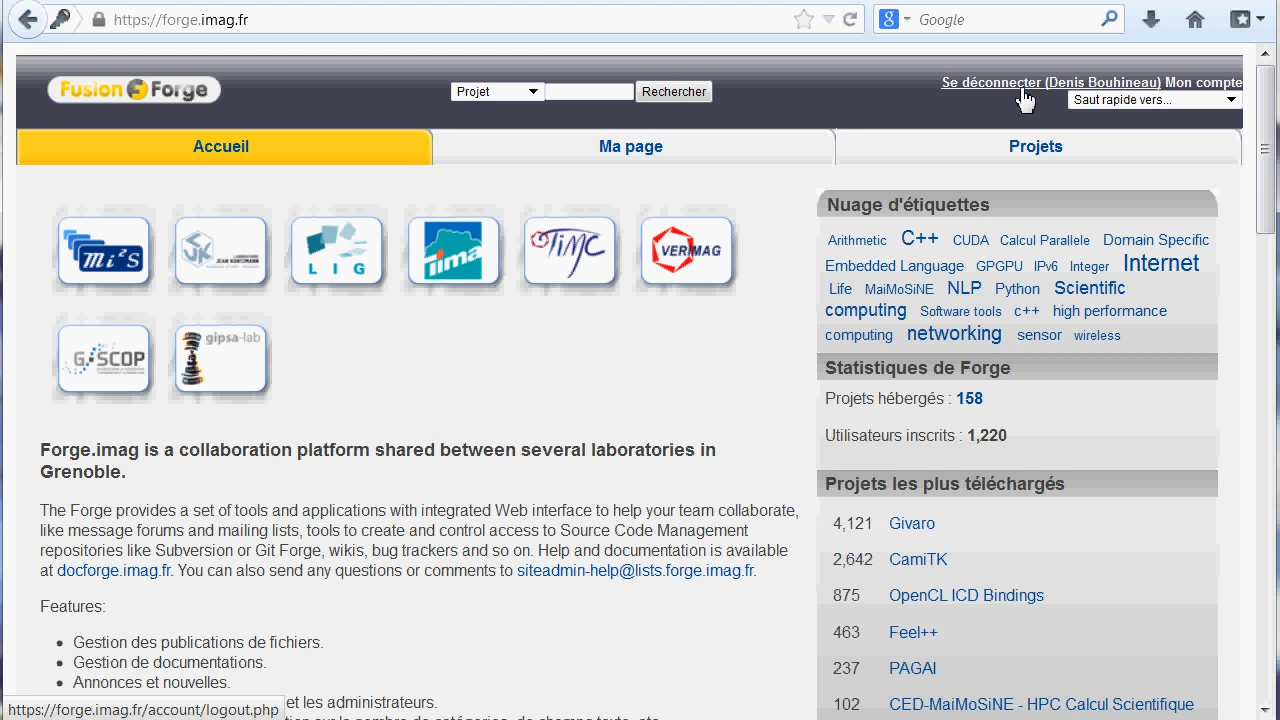 https://forge.imag.fr
Google
Fusion Forge
Projet
Rechercher
Se déconnecter (Denis Bouhineau) Mon compte
Saut rapide vers...
Accueil
Ma page
Projets
Mi2S
LJK LABORATOIRE JEAN KUNTZMANN
LIG
lima
TIMC
VERIMAG
GRISCOP
gipsa-lab
Nuage d'étiquettes
Arithmetic C++ CUDA Calcul Parallele Domain Specific
Embedded Language GPGPU IPv6 Integer Internet
Life MaiMoSiNE NLP Python Scientific
computing Software tools c++ high performance
computing networking sensor wireless
Statistiques de Forge
Projets hébergés : 158
Utilisateurs inscrits : 1,220
Projets les plus téléchargés
4,121 Givaro
2,642 CamiTK
875 OpenCL ICD Bindings
463 Feel++
237 PAGAI
102 CED-MaiMoSiNE - HPC Calcul Scientifique
Forge.imag is a collaboration platform shared between several laboratories in
Grenoble.
The Forge provides a set of tools and applications with integrated Web interface to help your team collaborate,
like message forums and mailing lists, tools to create and control access to Source Code Management
repositories like Subversion or Git Forge, wikis, bug trackers and so on. Help and documentation is available
at docforge.imag.fr. You can also send any questions or comments to siteadmin-help@lists.forge.imag.fr.
Features:
• Gestion des publications de fichiers.
• Gestion de documentations.
• Annonces et nouvelles.
et les administrateurs.
https://forge.imag.fr/account/logout.php